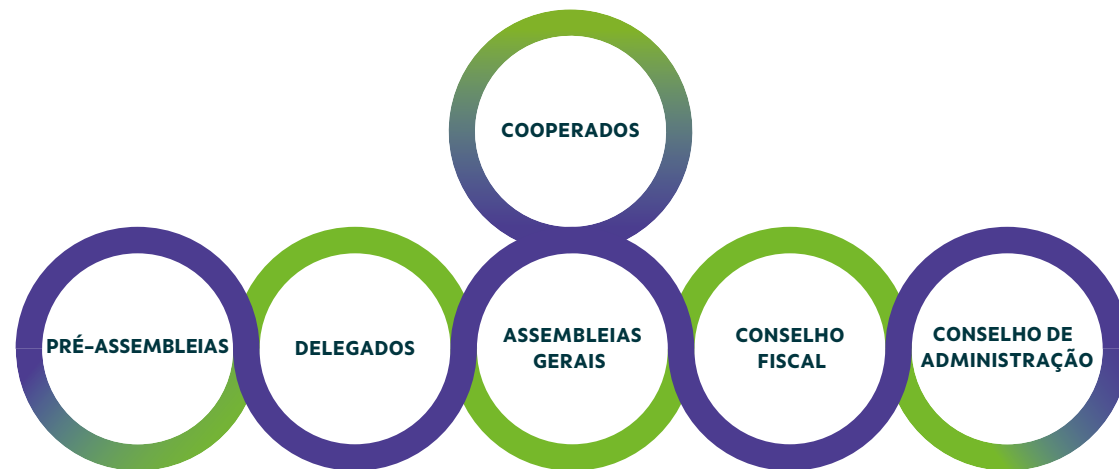 COOPERADOS
PRÉ-ASSEMBLEIAS
DELEGADOS
ASSEMBLEIAS
GERAIS
CONSELHO
FISCAL
CONSELHO DE
ADMINISTRAÇÃO